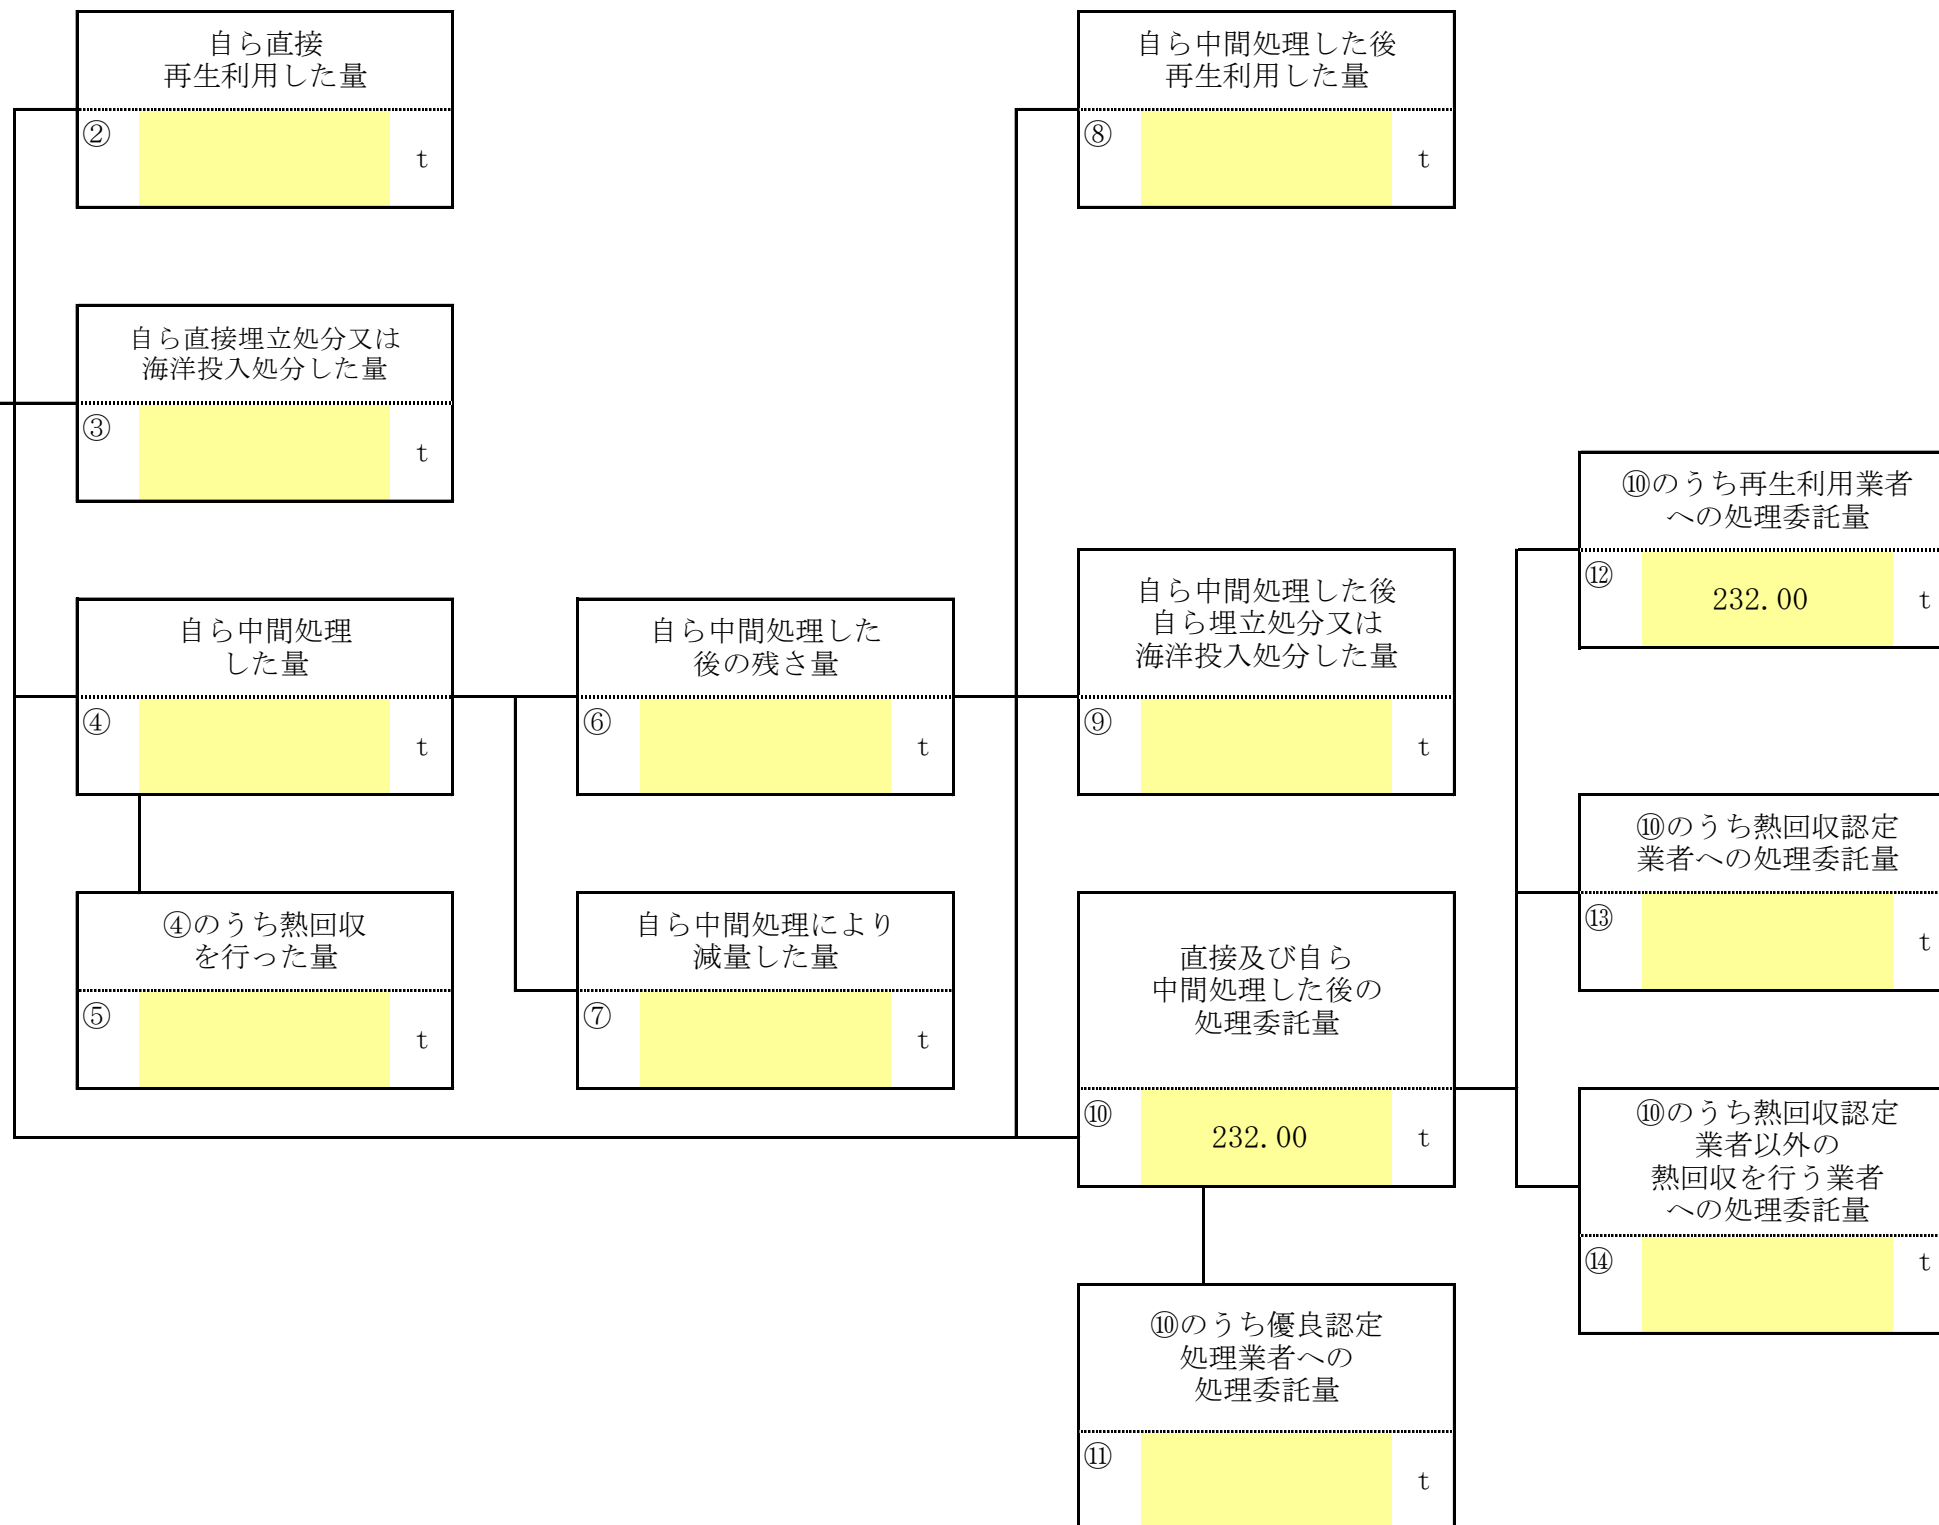 自ら直接
再生利用した量
②
t
自ら中間処理した後
再生利用した量
⑧
t
自ら直接埋立処分又は
海洋投入処分した量
③
t
⑩のうち再生利用業者
への処理委託量
⑫
232.00
t
自ら中間処理
した量
④
t
自ら中間処理した
後の残さ量
⑥
t
自ら中間処理した後
自ら埋立処分又は
海洋投入処分した量
⑨
t
⑩のうち熱回収認定
業者への処理委託量
⑬
t
④のうち熱回収
を行った量
⑤
t
自ら中間処理により
減量した量
⑦
t
直接及び自ら
中間処理した後の
処理委託量
⑩
232.00
t
⑩のうち熱回収認定
業者以外の
熱回収を行う業者
への処理委託量
⑭
t
⑩のうち優良認定
処理業者への
処理委託量
⑪
t